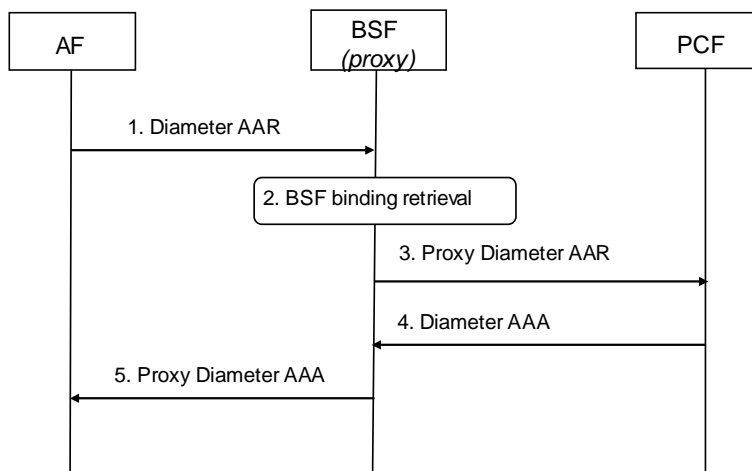 AF
BSF
(proxy)
PCF
1. Diameter AAR
2. BSF binding retrieval
3. Proxy Diameter AAR
4. Diameter AAA
5. Proxy Diameter AAA